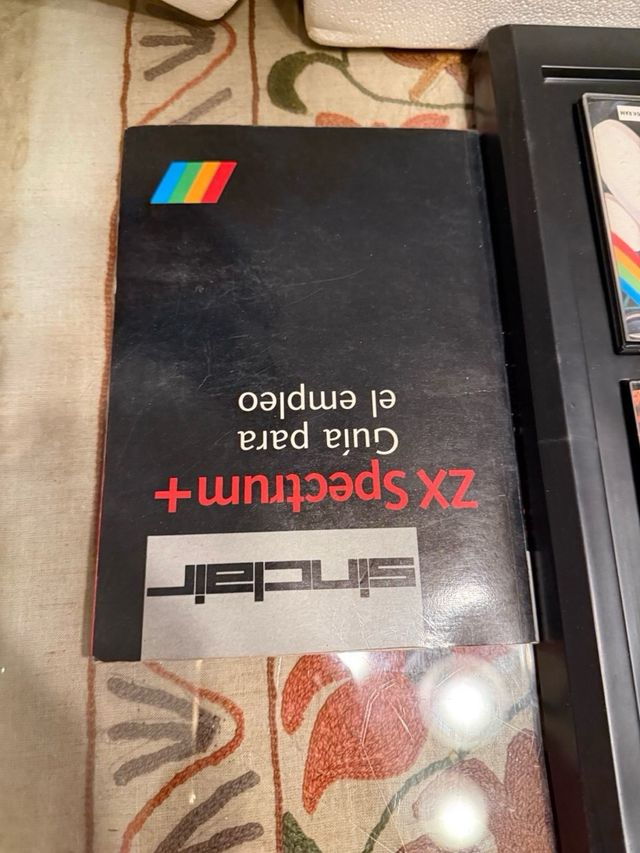 sinclair
ZX Spectrum+
Guía para
el empleo